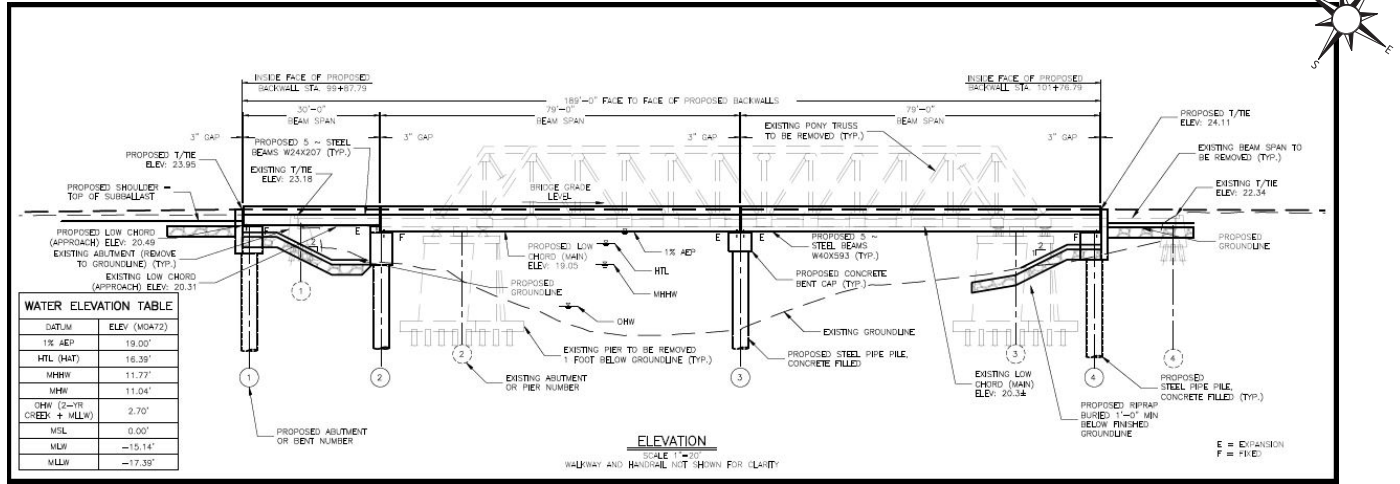 S
E
INSIDE FACE OF PROPOSED
BACKWALL STA. 99+87.79
INSIDE FACE OF PROPOSED
BACKWALL STA. 101+76.79
189'-0" FACE TO FACE OF PROPOSED BACKWALLS
30'-0"
BEAM SPAN
79'-0"
BEAM SPAN
79'-0"
BEAM SPAN
3" GAP
3" GAP
3" GAP
3" GAP
PROPOSED T/TIE
ELEV: 23.95
PROPOSED 5 ~ STEEL
BEAMS W24X207 (TYP.)
EXISTING T/TIE
ELEV: 23.18
EXISTING PONY TRUSS
TO BE REMOVED (TYP.)
PROPOSED T/TIE
ELEV: 24.11
EXISTING BEAM SPAN TO
BE REMOVED (TYP.)
EXISTING T/TIE
ELEV: 22.34
PROPOSED SHOULDER –
TOP OF SUBBALLAST
BRIDGE GRADE
LEVEL
PROPOSED LOW CHORD
(APPROACH) ELEV: 20.49
EXISTING ABUTMENT (REMOVE
TO GROUNDLINE) (TYP.)
EXISTING LOW CHORD
(APPROACH) ELEV: 20.31
F
E
F
E
E
F
2
2
PROPOSED LOW
CHORD (MAIN)
ELEV: 19.05
1% AEP
HTL
MHHW
OHW
PROPOSED 5 ~
STEEL BEAMS
W40X593 (TYP.)
PROPOSED CONCRETE
BENT CAP (TYP.)
PROPOSED
GROUNDLINE
PROPOSED
GROUNDLINE
EXISTING GROUNDLINE
EXISTING PIER TO BE REMOVED
1 FOOT BELOW GROUNDLINE (TYP.)
PROPOSED STEEL PIPE PILE,
CONCRETE FILLED
EXISTING ABUTMENT
OR PIER NUMBER
EXISTING LOW
CHORD (MAIN)
ELEV: 20.3±
PROPOSED
STEEL PIPE PILE,
CONCRETE FILLED (TYP.)
PROPOSED RIPRAP
BURIED 1'-0" MIN
BELOW FINISHED
GROUNDLINE
PROPOSED ABUTMENT
OR BENT NUMBER
1
2
3
4
1
2
3
4
WATER ELEVATION TABLE
DATUM ELEV (MOA72)
1% AEP 19.00'
HTL (HAT) 16.39'
MHHW 11.77'
MHW 11.04'
OHW (2-YR
CREEK + MLLW) 2.70'
MSL 0.00'
MLW -15.14'
MLLW -17.39'
ELEVATION
SCALE 1"=20'
WALKWAY AND HANDRAIL NOT SHOWN FOR CLARITY
E = EXPANSION
F = FIXED